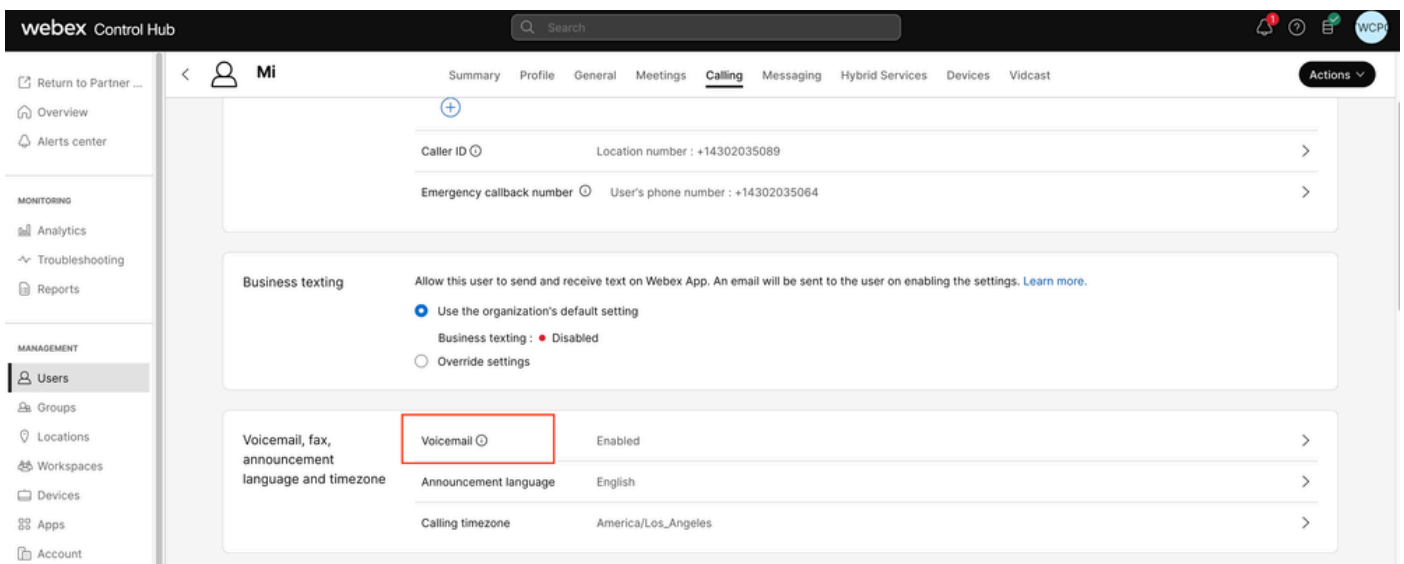 webex Control Hub
Search
WCP
Return to Partner ...
Overview
Alerts center
MONITORING
Analytics
Troubleshooting
Reports
MANAGEMENT
Users
Groups
Locations
Workspaces
Devices
Apps
Account
Mi
Summary Profile General Meetings Calling Messaging Hybrid Services Devices Vidcast
Actions
Caller ID Location number : +14302035089
Emergency callback number User's phone number : +14302035064
Business texting
Allow this user to send and receive text on Webex App. An email will be sent to the user on enabling the settings. Learn more.
Use the organization's default setting
Business texting : Disabled
Override settings
Voicemail, fax,
announcement
language and timezone
Voicemail Enabled
Announcement language English
Calling timezone America/Los_Angeles